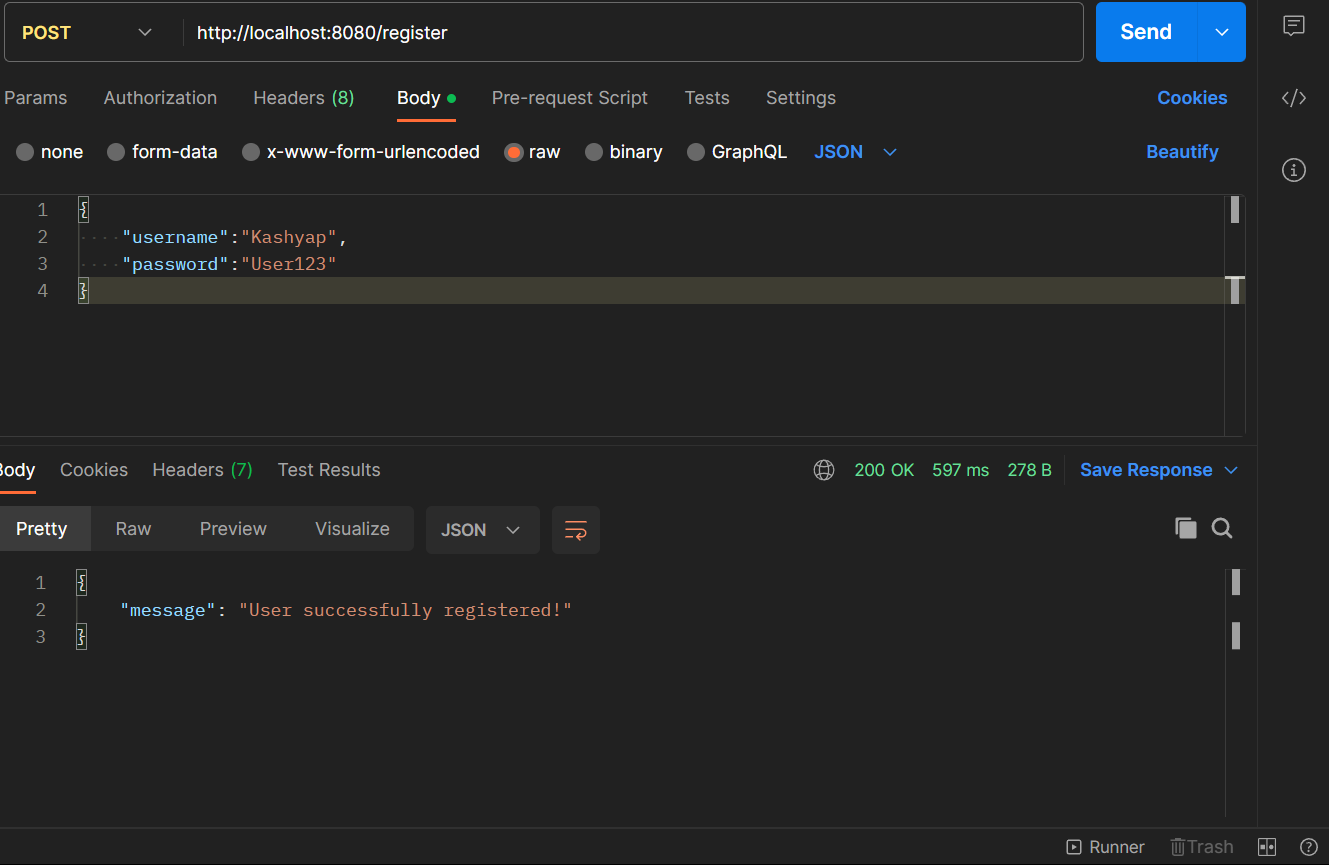 POST http://localhost:8080/register Send
Params Authorization Headers (8) Body Pre-request Script Tests Settings Cookies
none form-data x-www-form-urlencoded raw binary GraphQL JSON Beautify
1 {
2 "username":"Kashyap",
3 "password":"User123"
4 }
Body Cookies Headers (7) Test Results 200 OK 597 ms 278 B Save Response
Pretty Raw Preview Visualize JSON
1 {
2 "message": "User successfully registered!"
3 }
Runner Trash